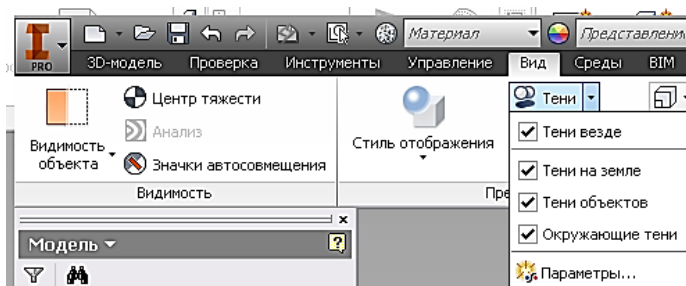 Материал
PRO
3D-модель Проверка Инструменты Управление Вид Среды BIM
Центр тяжести
Анализ
Значки автосовмещения
Видимость
объекта
Видимость
Стиль отображения
Тени
Тени везде
Тени на земле
Тени объектов
Окружающие тени
Параметры...
Модель